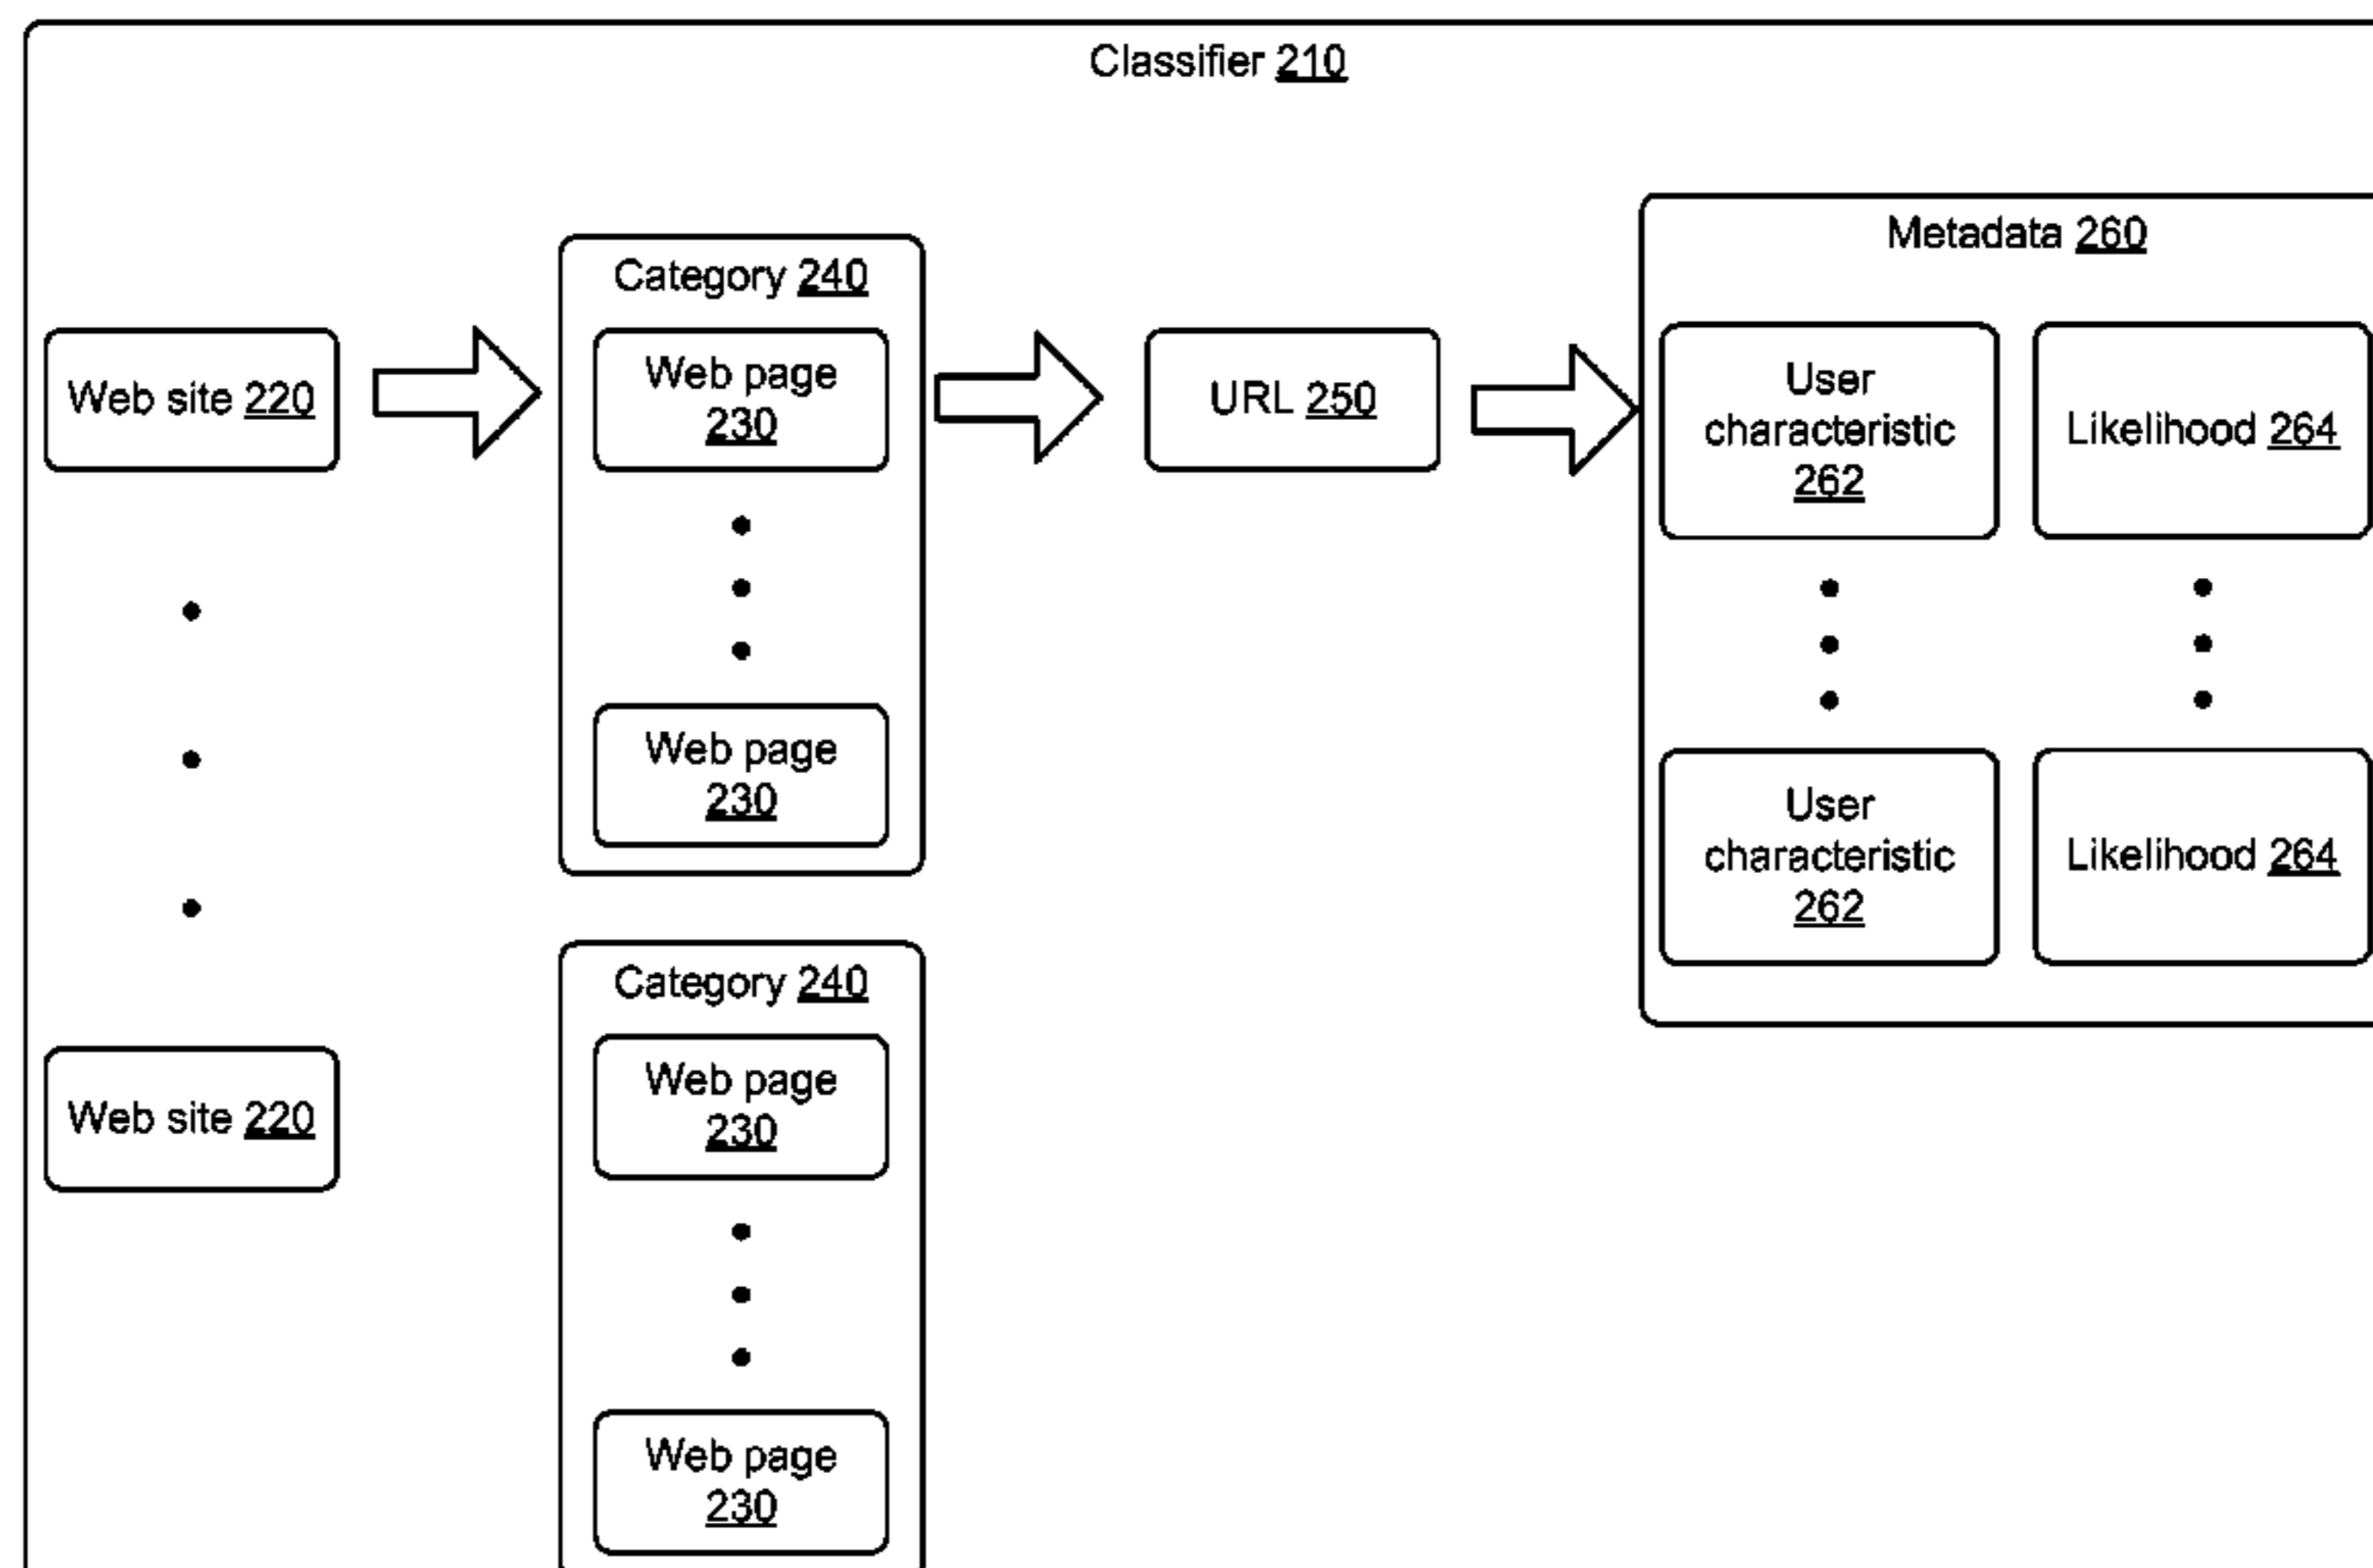 Classifier 210
Web site 220
Web site 220
Category 240
Web page
230
Web page
230
Category 240
Web page
230
Web page
230
URL 250
Metadata 260
User
characteristic
262
Likelihood 264
User
characteristic
262
Likelihood 264